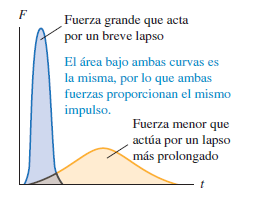 F
Fuerza grande que acta
por un breve lapso
El área bajo ambas curvas es
la misma, por lo que ambas
fuerzas proporcionan el mismo
impulso.
Fuerza menor que
actúa por un lapso
más prolongado
t